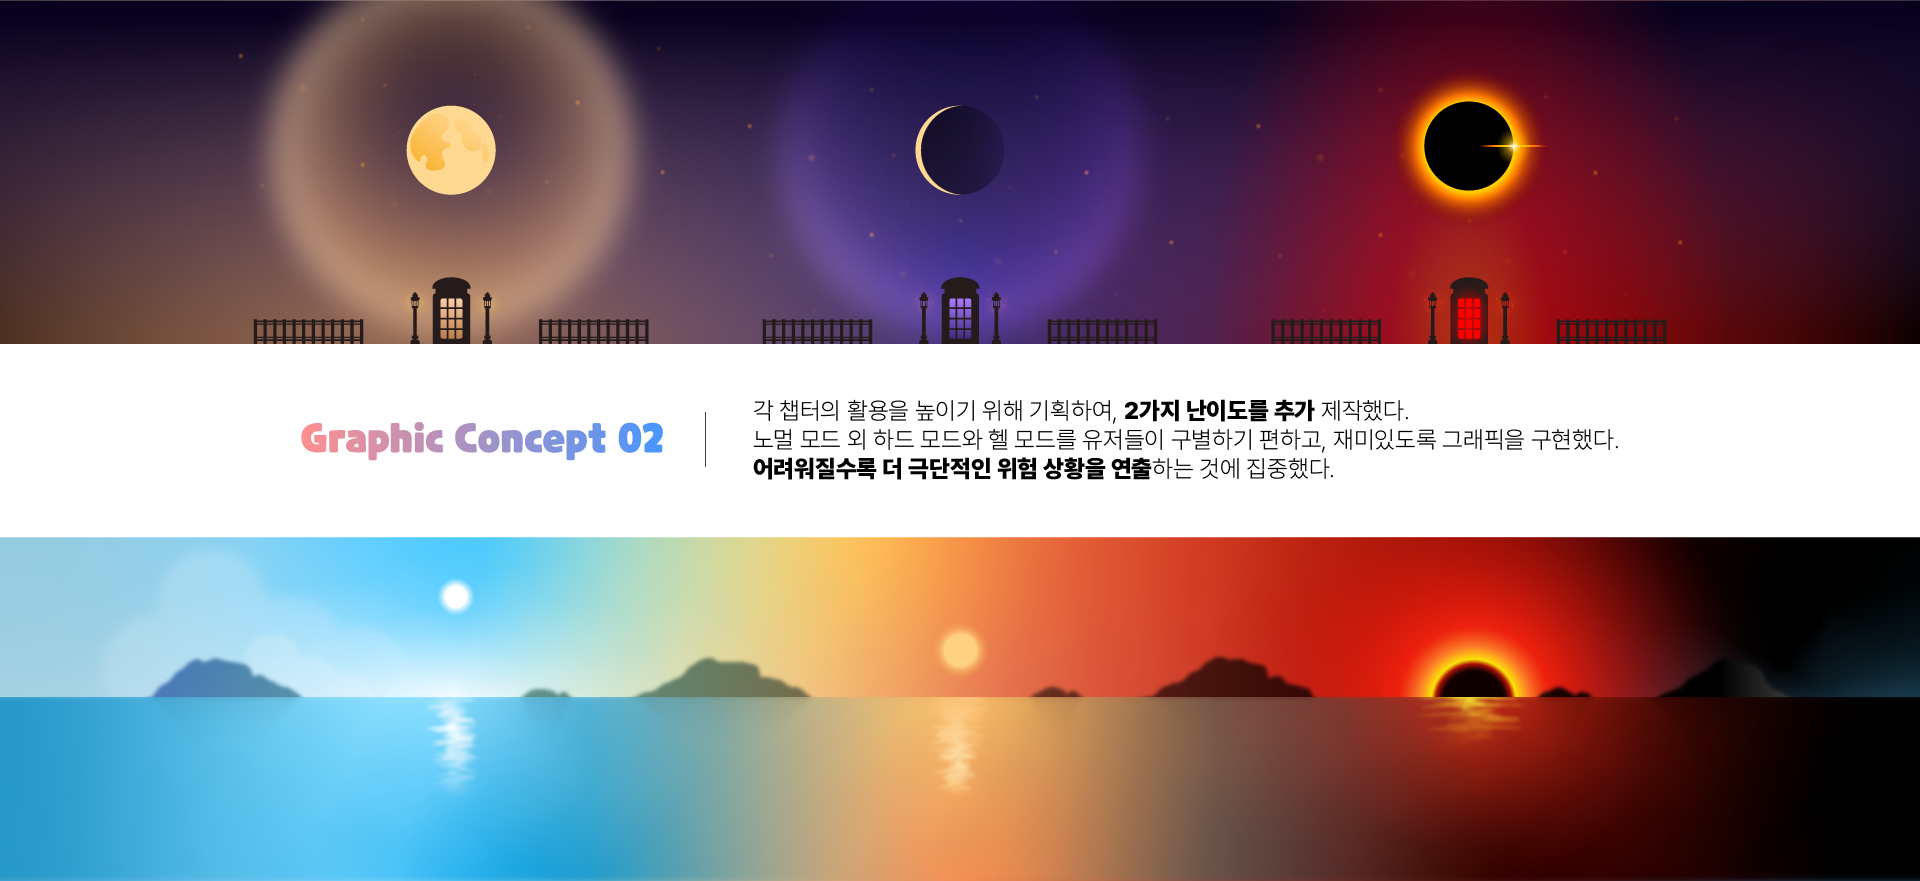 Graphic Concept 02
각 챕터의 활용을 높이기 위해 기획하여, 2가지 난이도를 추가 제작했다.
노멀 모드 외 하드 모드와 헬 모드를 유저들이 구별하기 편하고, 재미있도록 그래픽을 구현했다.
어려워질수록 더 극단적인 위험 상황을 연출하는 것에 집중했다.